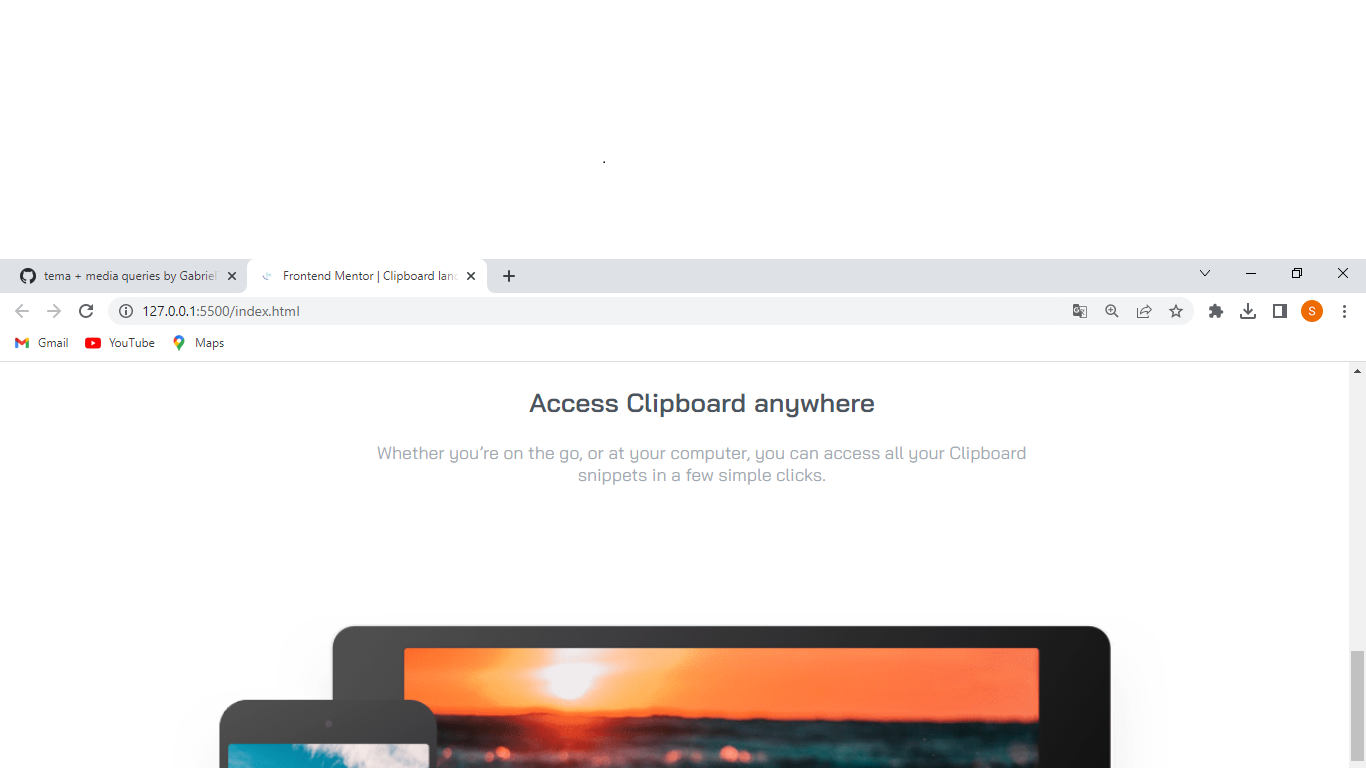 tema + media queries by Gabriel
Frontend Mentor | Clipboard lan
127.0.0.1:5500/index.html
S
Gmail
YouTube
Maps
Access Clipboard anywhere
Whether you’re on the go, or at your computer, you can access all your Clipboard
snippets in a few simple clicks.